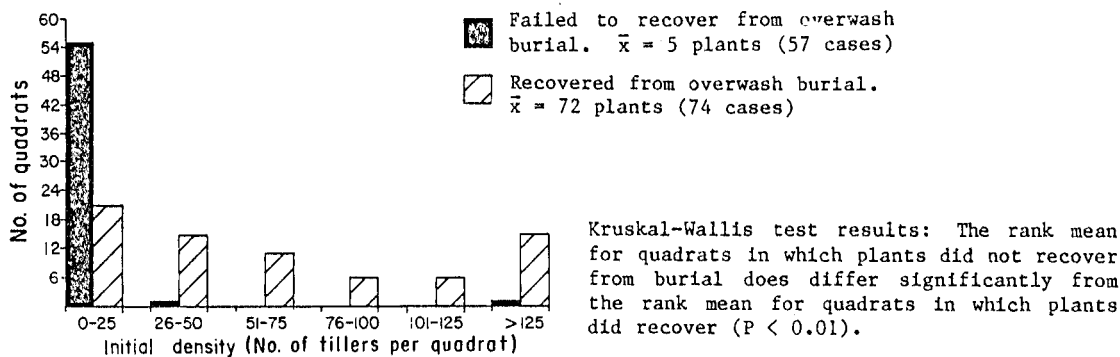 60
54
48
42
36
30
24
18
12
6
No. of quadrats
0-25 26-50 51-75 76-100 101-125 >125
Initial density (No. of tillers per quadrat)
Failed to recover from overwash
burial. x̄ = 5 plants (57 cases)
Recovered from overwash burial.
x̄ = 72 plants (74 cases)
Kruskal-Wallis test results: The rank mean
for quadrats in which plants did not recover
from burial does differ significantly from
the rank mean for quadrats in which plants
did recover (P < 0.01).